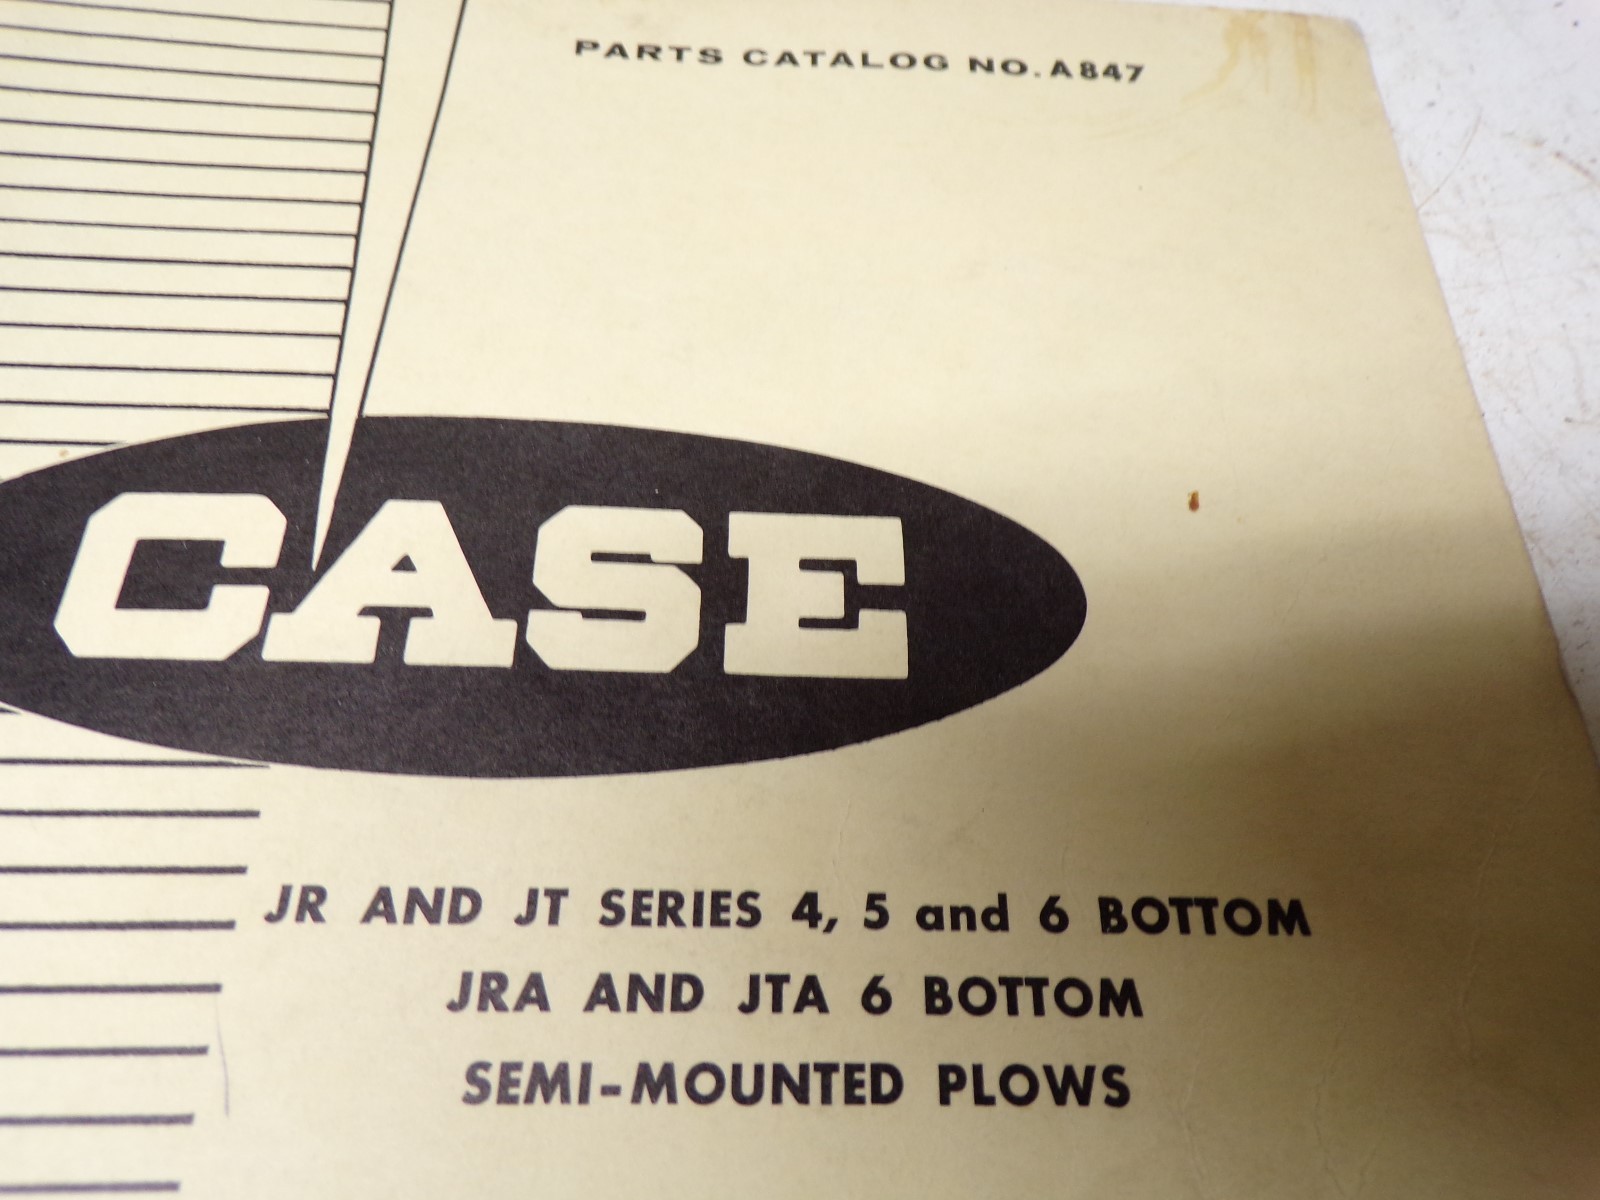 PARTS CATALOG NO. A847
CASE
JR AND JT SERIES 4, 5 and 6 BOTTOM
JRA AND JTA 6 BOTTOM
SEMI-MOUNTED PLOWS